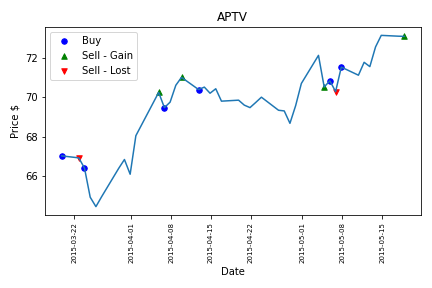 APTV
Buy
Sell - Gain
Sell - Lost
Price $
72
70
68
66
2015-03-22
2015-04-01
2015-04-08
2015-04-15
2015-04-22
2015-05-01
2015-05-08
2015-05-15
Date